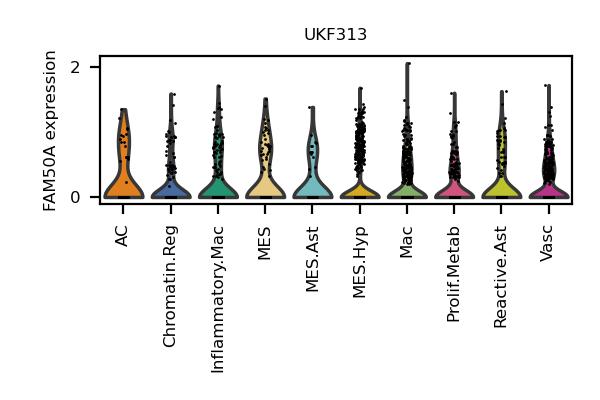 UKF313
FAM50A expression
2
0
AC
Chromatin.Reg
Inflammatory.Mac
MES
MES.Ast
MES.Hyp
Mac
Prolif.Metab
Reactive.Ast
Vasc